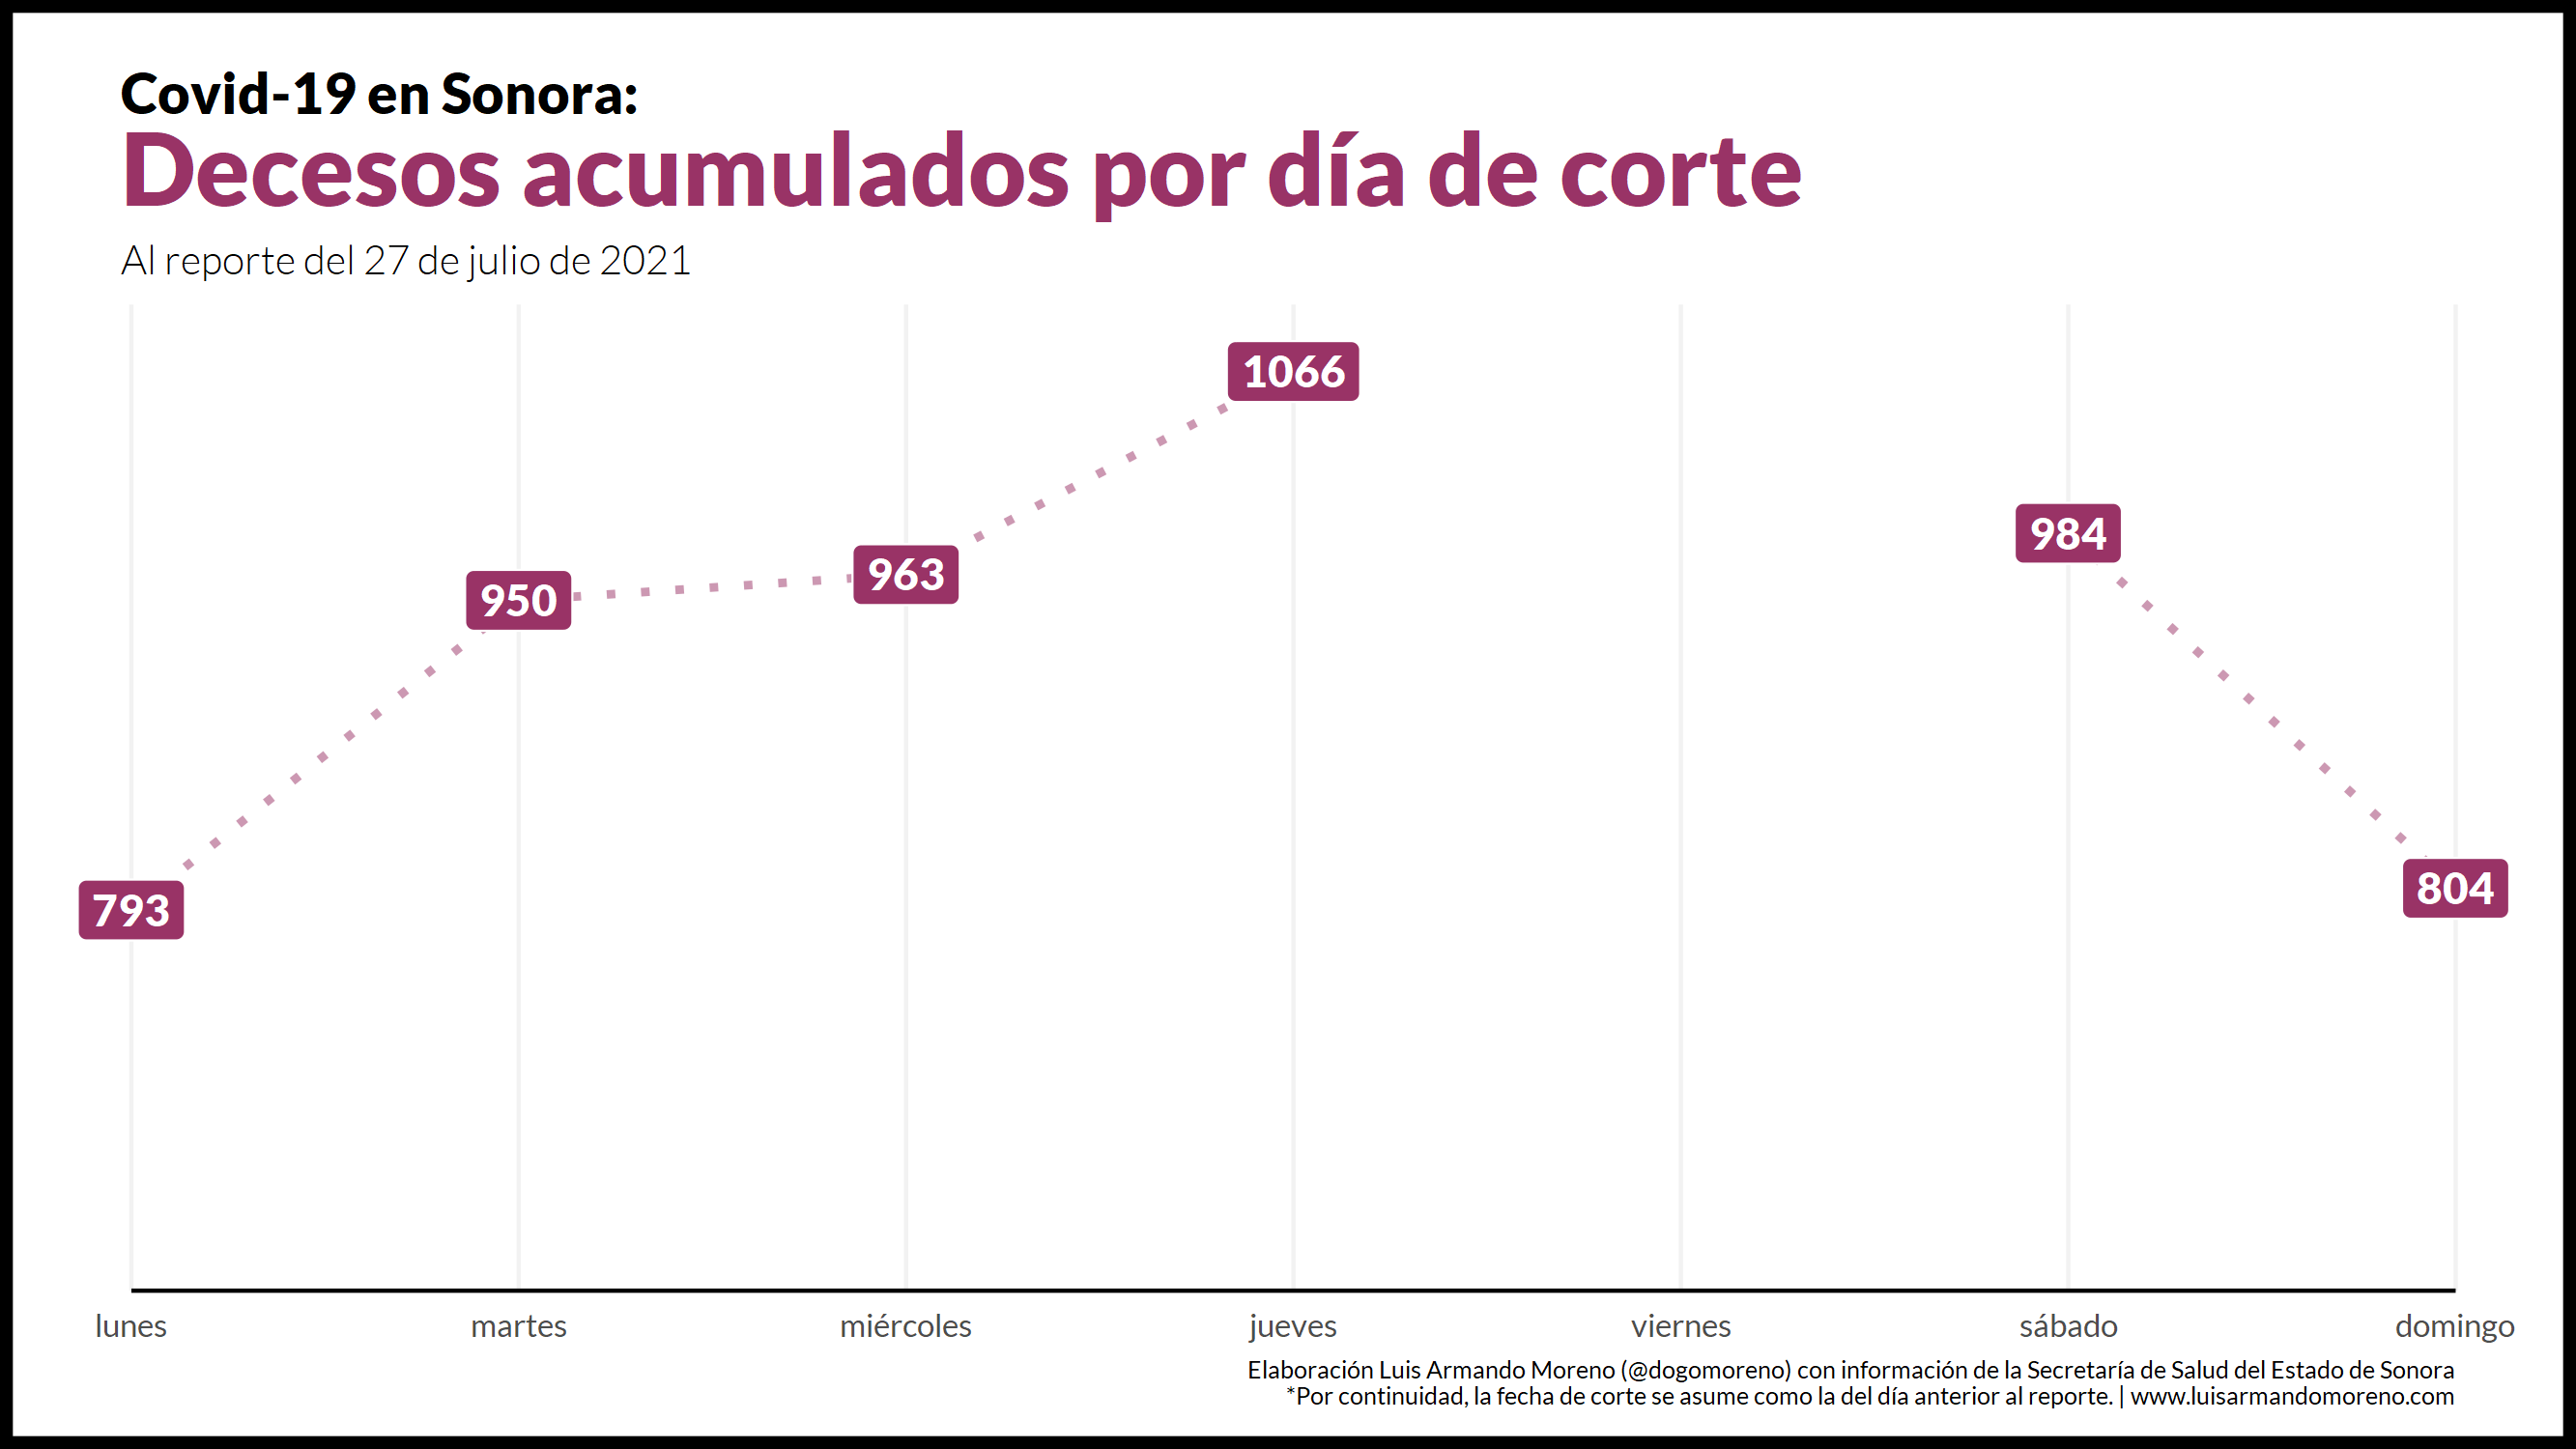 Covid-19 en Sonora:
Decesos acumulados por día de corte
Al reporte del 27 de julio de 2021
1066
984
963
950
804
793
lunes martes miércoles jueves viernes sábado domingo
Elaboración Luis Armando Moreno (@dogomoreno) con información de la Secretaría de Salud del Estado de Sonora
*Por continuidad, la fecha de corte se asume como la del día anterior al reporte. | www.luisarmandomoreno.com